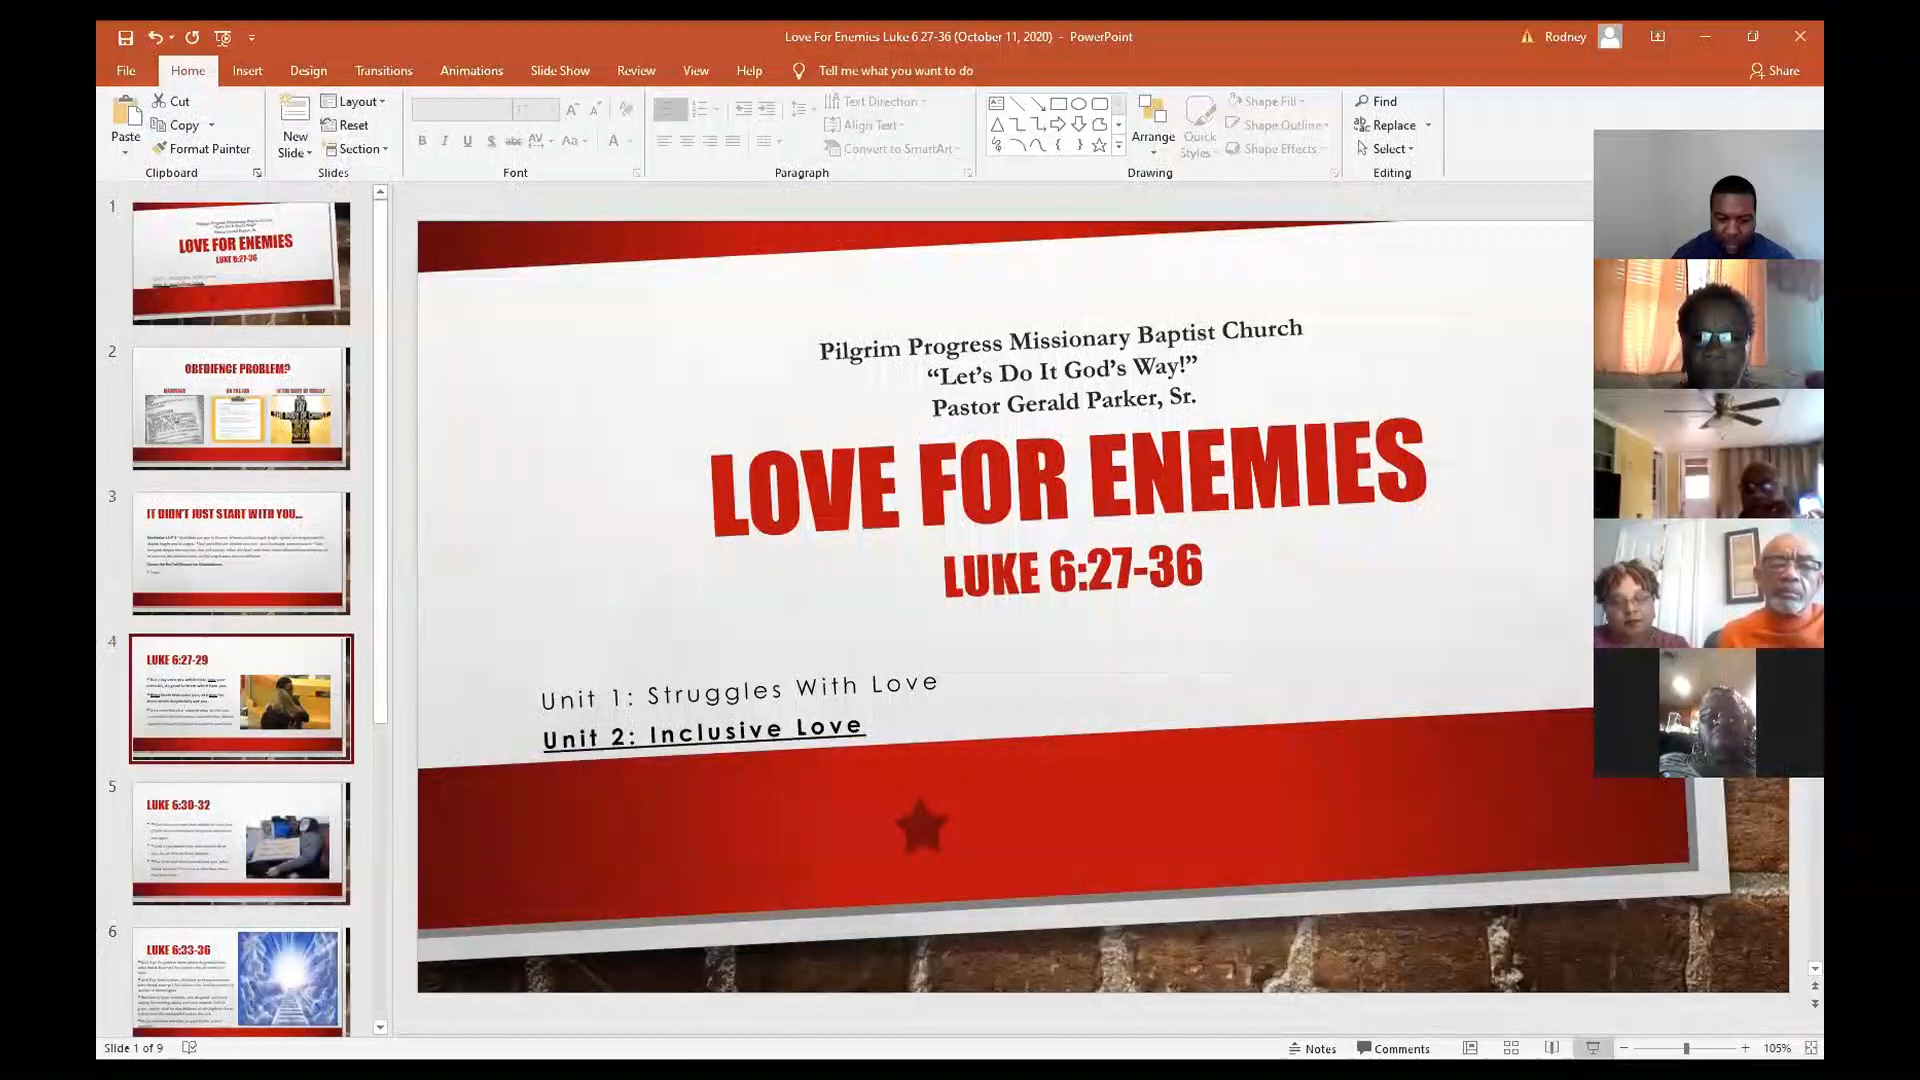 Love For Enemies Luke 6 27-36 (October 11, 2020) - PowerPoint
Rodney
File Home Insert Design Transitions Animations Slide Show Review View Help Tell me what you want to do
Share
Cut
Copy
Format Painter
Paste
Clipboard
New Slide
Layout
Reset
Section
Slides
Font
Text Direction
Align Text
Convert to SmartArt
Paragraph
Arrange
Quick Styles
Shape Fill
Shape Outline
Shape Effects
Drawing
Find
Replace
Select
Editing
1
LOVE FOR ENEMIES
LUKE 6:27-36
2
OBEDIENCE PROBLEM?
3
IT DIDN'T JUST START WITH YOU...
4
LUKE 6:27-29
5
LUKE 6:30-32
6
LUKE 6:33-36
Pilgrim Progress Missionary Baptist Church
“Let’s Do It God’s Way!”
Pastor Gerald Parker, Sr.
LOVE FOR ENEMIES
LUKE 6:27-36
Unit 1: Struggles With Love
Unit 2: Inclusive Love
Slide 1 of 9
Notes
Comments
105%